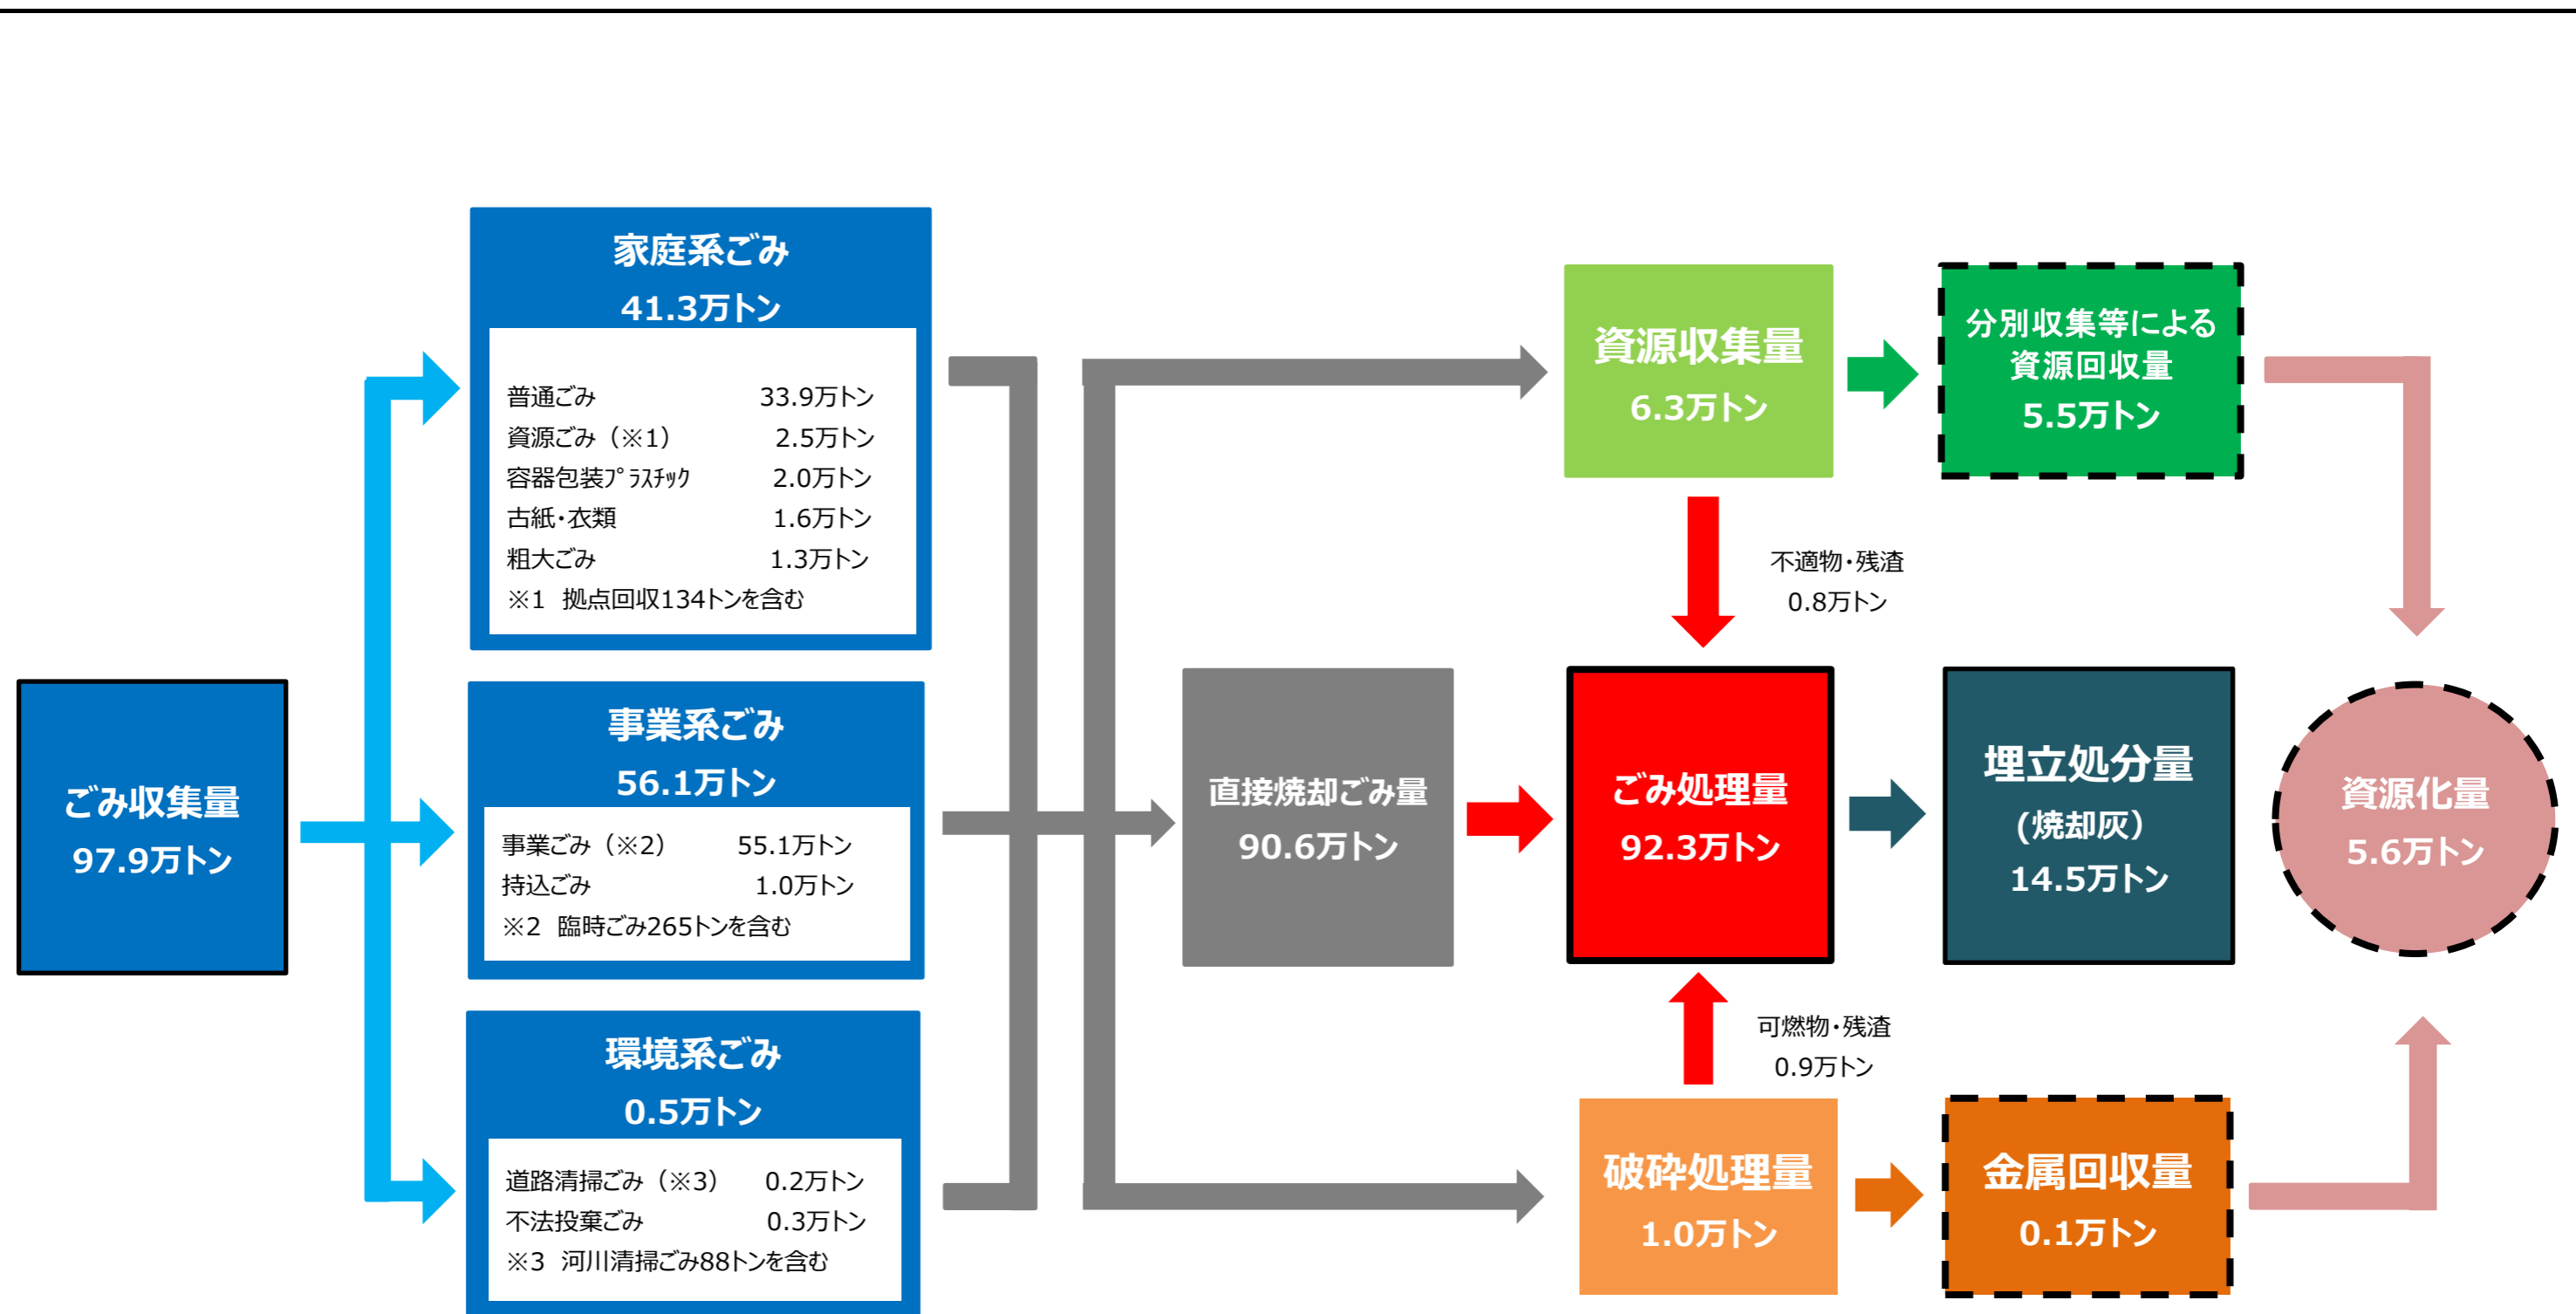 ごみ収集量
97.9万トン
家庭系ごみ
41.3万トン
普通ごみ 33.9万トン
資源ごみ（※1） 2.5万トン
容器包装ﾌﾟﾗｽﾁｯｸ 2.0万トン
古紙・衣類 1.6万トン
粗大ごみ 1.3万トン
※1 拠点回収134トンを含む
事業系ごみ
56.1万トン
事業ごみ（※2） 55.1万トン
持込ごみ 1.0万トン
※2 臨時ごみ265トンを含む
環境系ごみ
0.5万トン
道路清掃ごみ（※3） 0.2万トン
不法投棄ごみ 0.3万トン
※3 河川清掃ごみ88トンを含む
直接焼却ごみ量
90.6万トン
資源収集量
6.3万トン
不適物・残渣
0.8万トン
ごみ処理量
92.3万トン
可燃物・残渣
0.9万トン
破砕処理量
1.0万トン
分別収集等による
資源回収量
5.5万トン
埋立処分量
(焼却灰）
14.5万トン
金属回収量
0.1万トン
資源化量
5.6万トン